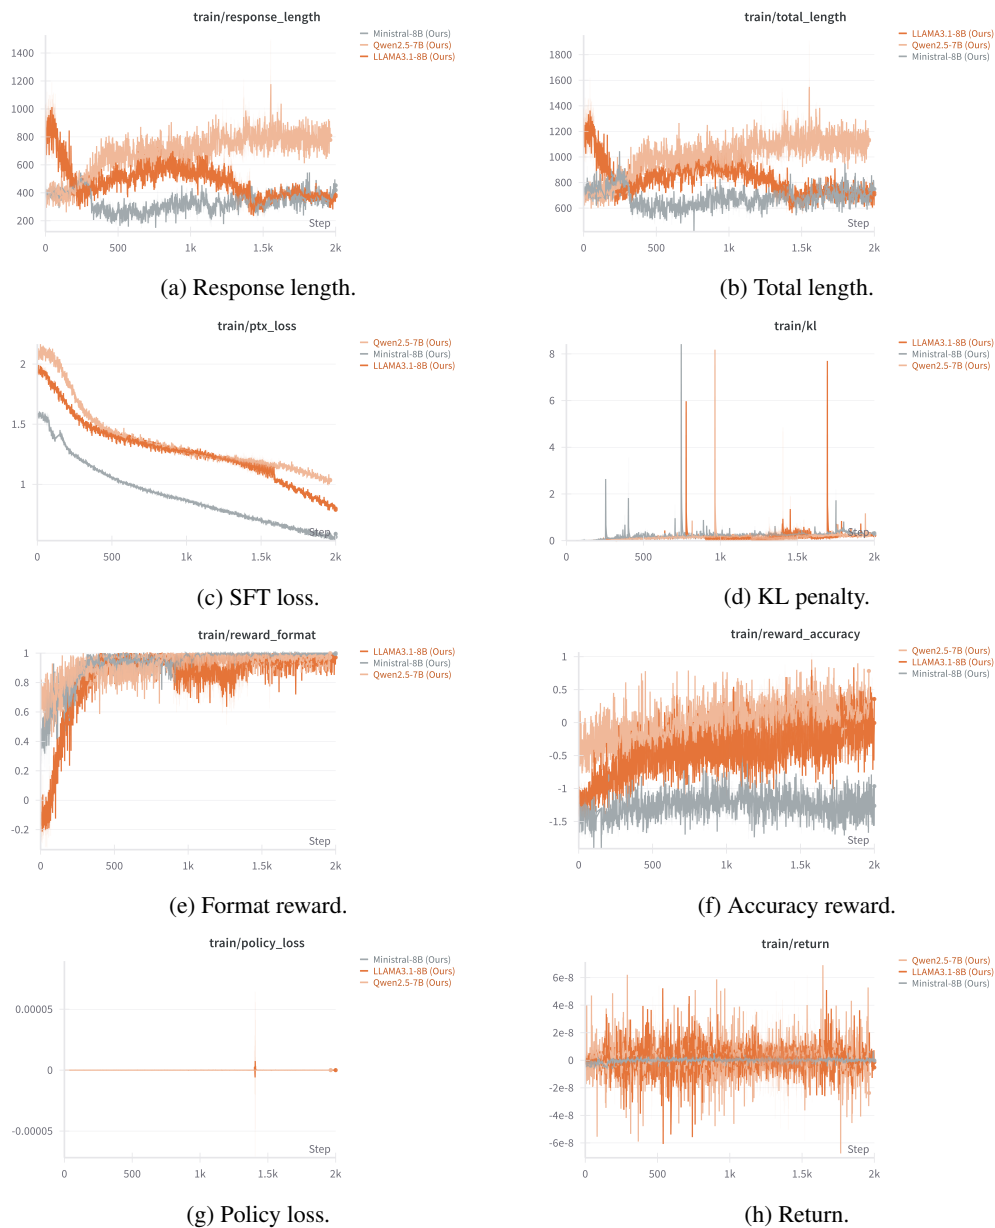 train/response_length
Ministral-8B (Ours)
Qwen2.5-7B (Ours)
LLAMA3.1-8B (Ours)
1400
1200
1000
800
600
400
200
Step
0 500 1k 1.5k 2k
(a) Response length.
train/total_length
LLAMA3.1-8B (Ours)
Qwen2.5-7B (Ours)
Ministral-8B (Ours)
1800
1600
1400
1200
1000
800
600
Step
0 500 1k 1.5k 2k
(b) Total length.
train/ptx_loss
Qwen2.5-7B (Ours)
Ministral-8B (Ours)
LLAMA3.1-8B (Ours)
2
1.5
1
Step
0 500 1k 1.5k 2k
(c) SFT loss.
train/kl
LLAMA3.1-8B (Ours)
Ministral-8B (Ours)
Qwen2.5-7B (Ours)
8
6
4
2
0
Step
0 500 1k 1.5k 2k
(d) KL penalty.
train/reward_format
LLAMA3.1-8B (Ours)
Ministral-8B (Ours)
Qwen2.5-7B (Ours)
1
0.8
0.6
0.4
0.2
0
-0.2
Step
0 500 1k 1.5k 2k
(e) Format reward.
train/reward_accuracy
Qwen2.5-7B (Ours)
LLAMA3.1-8B (Ours)
Ministral-8B (Ours)
1
0.5
0
-0.5
-1
-1.5
Step
0 500 1k 1.5k 2k
(f) Accuracy reward.
train/policy_loss
Ministral-8B (Ours)
LLAMA3.1-8B (Ours)
Qwen2.5-7B (Ours)
0.00005
0
-0.00005
Step
0 500 1k 1.5k 2k
(g) Policy loss.
train/return
Qwen2.5-7B (Ours)
LLAMA3.1-8B (Ours)
Ministral-8B (Ours)
6e-8
4e-8
2e-8
0
-2e-8
-4e-8
-6e-8
Step
0 500 1k 1.5k 2k
(h) Return.